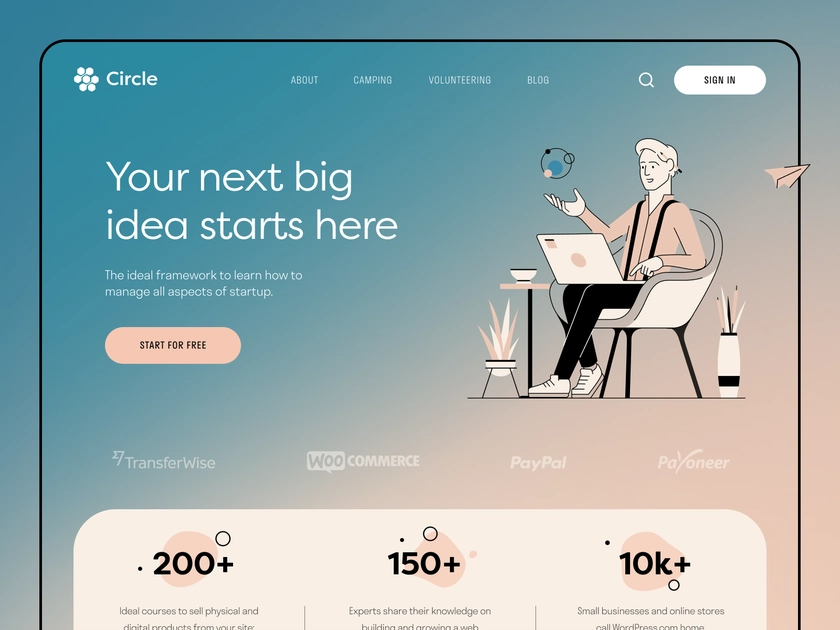 Circle
ABOUT
CAMPING
VOLUNTEERING
BLOG
SIGN IN
Your next big
idea starts here
The ideal framework to learn how to
manage all aspects of startup.
START FOR FREE
TransferWise
WOO COMMERCE
PayPal
Payoneer
200+
150+
10k+
Ideal courses to sell physical and
digital products from your site:
Experts share their knowledge on
building and growing a web
Small businesses and online stores
call WordPress.com home